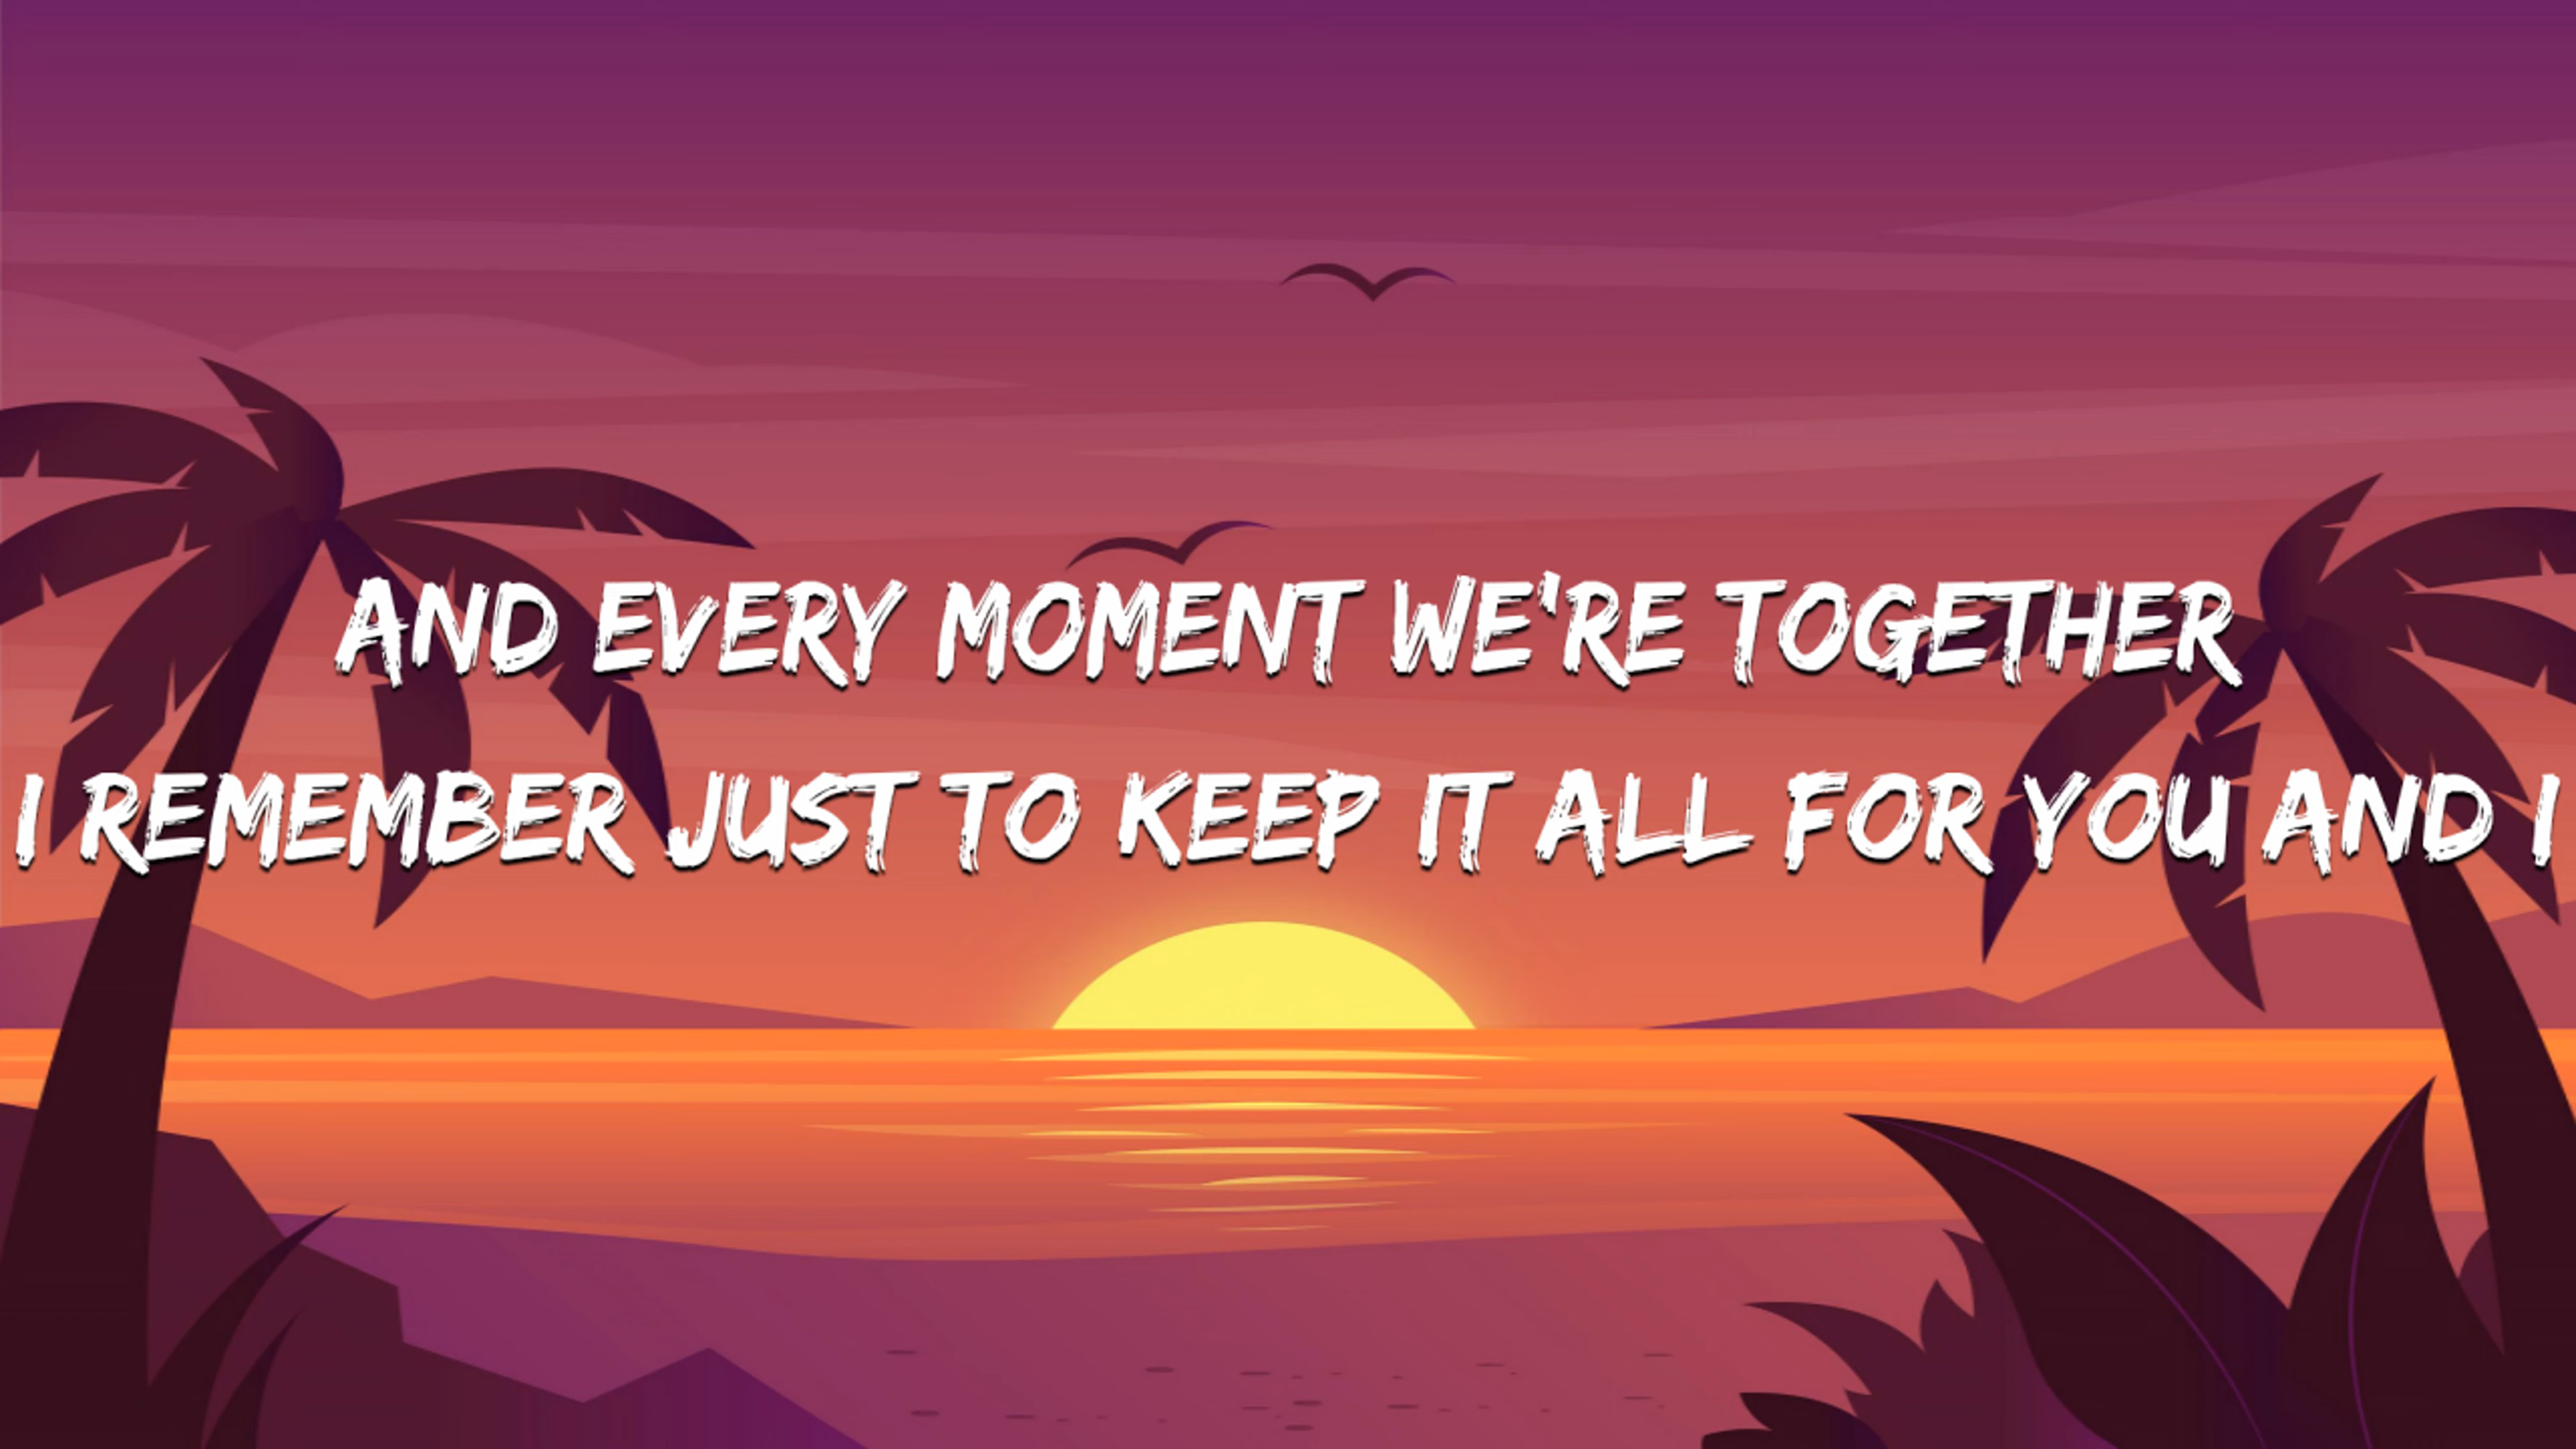 AND EVERY MOMENT WE'RE TOGETHER
I REMEMBER JUST TO KEEP IT ALL FOR YOU AND I